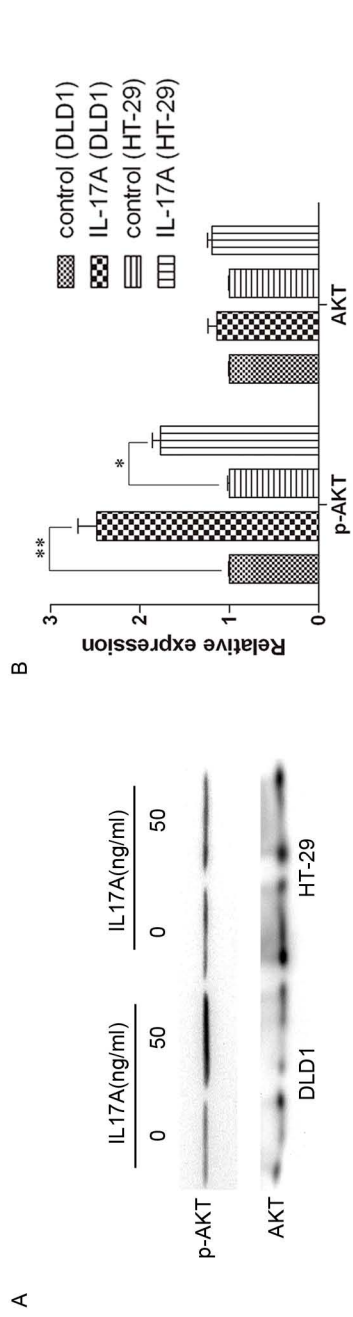 A
IL17A(ng/ml) IL17A(ng/ml)
0 50 0 50
p-AKT
AKT
DLD1 HT-29
B
Relative expression
3
2
1
0
** *
p-AKT AKT
control (DLD1)
IL-17A (DLD1)
control (HT-29)
IL-17A (HT-29)